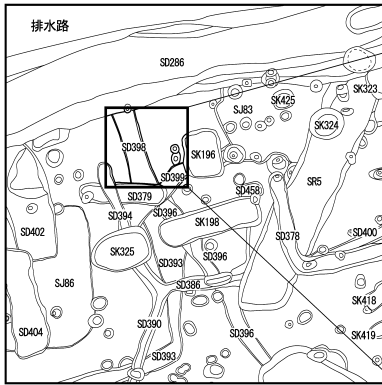 排水路
SD286
SK323
SJ83
SK425
SK324
SD398
SK196
SD399
SR5
SD379
SD458
SD394
SD396
SK198
SD402
SD378
SD400
SK325
SD393
SD396
SJ86
SD386
SK418
SD404
SD390
SD396
SK419
SD393